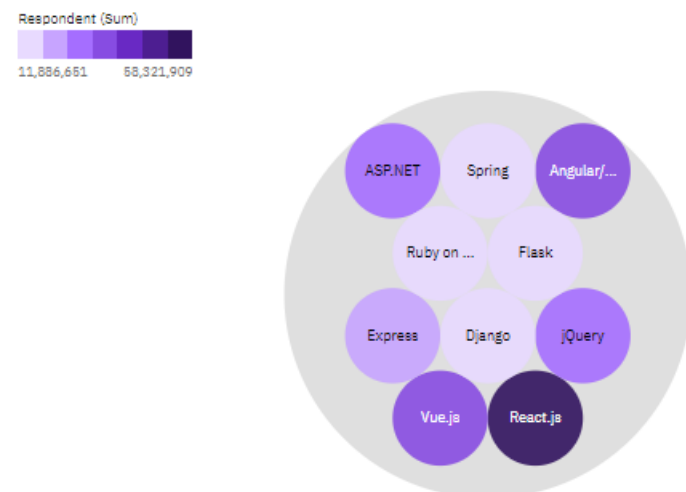 Respondent (Sum)
11,886,651 58,321,909
ASP.NET Spring Angular/...
Ruby on ... Flask
Express Django jQuery
Vue.js React.js